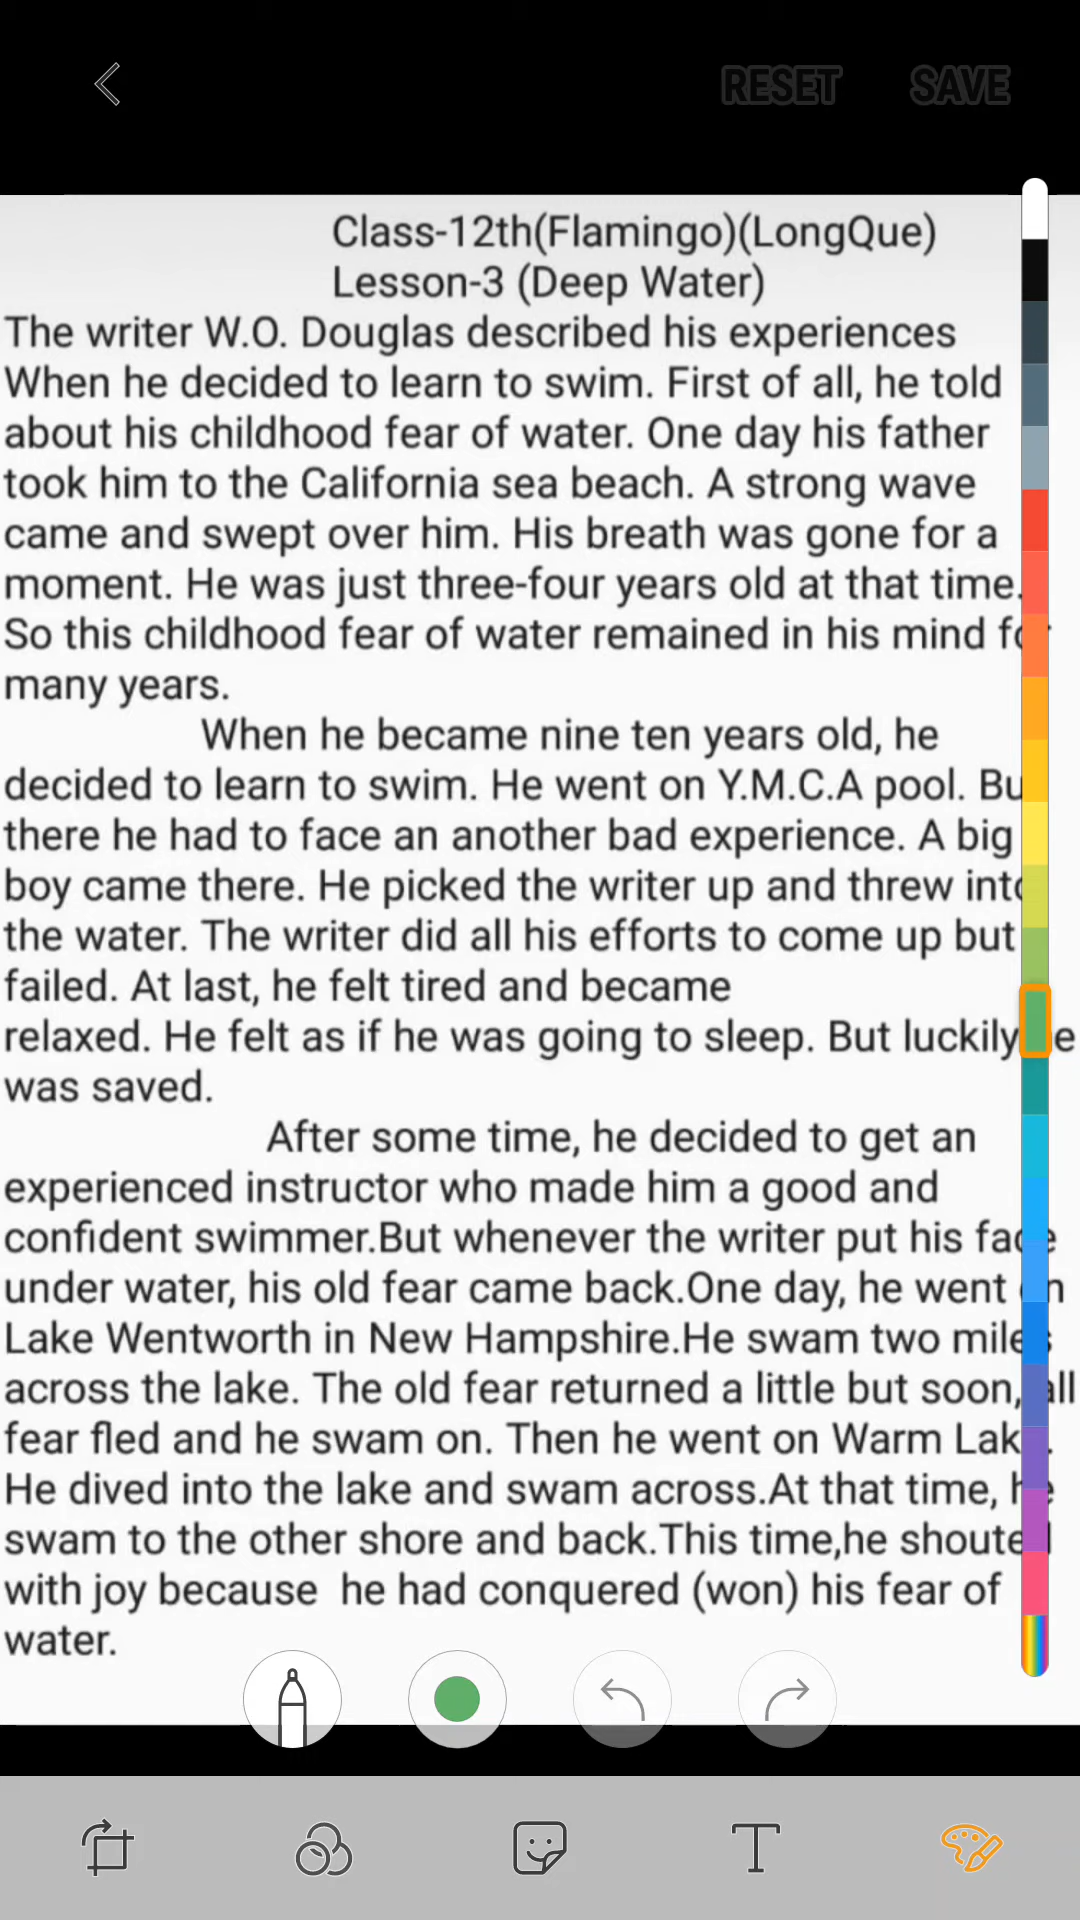 RESET SAVE
Class-12th(Flamingo)(LongQue)
Lesson-3 (Deep Water)
The writer W.O. Douglas described his experiences
When he decided to learn to swim. First of all, he told
about his childhood fear of water. One day his father
took him to the California sea beach. A strong wave
came and swept over him. His breath was gone for a
moment. He was just three-four years old at that time.
So this childhood fear of water remained in his mind for
many years.
When he became nine ten years old, he
decided to learn to swim. He went on Y.M.C.A pool. Bu
there he had to face an another bad experience. A big
boy came there. He picked the writer up and threw into
the water. The writer did all his efforts to come up but
failed. At last, he felt tired and became
relaxed. He felt as if he was going to sleep. But luckily he
was saved.
After some time, he decided to get an
experienced instructor who made him a good and
confident swimmer.But whenever the writer put his face
under water, his old fear came back.One day, he went on
Lake Wentworth in New Hampshire.He swam two miles
across the lake. The old fear returned a little but soon, all
fear fled and he swam on. Then he went on Warm Lake.
He dived into the lake and swam across.At that time, he
swam to the other shore and back.This time,he shouted
with joy because  he had conquered (won) his fear of
water.
T